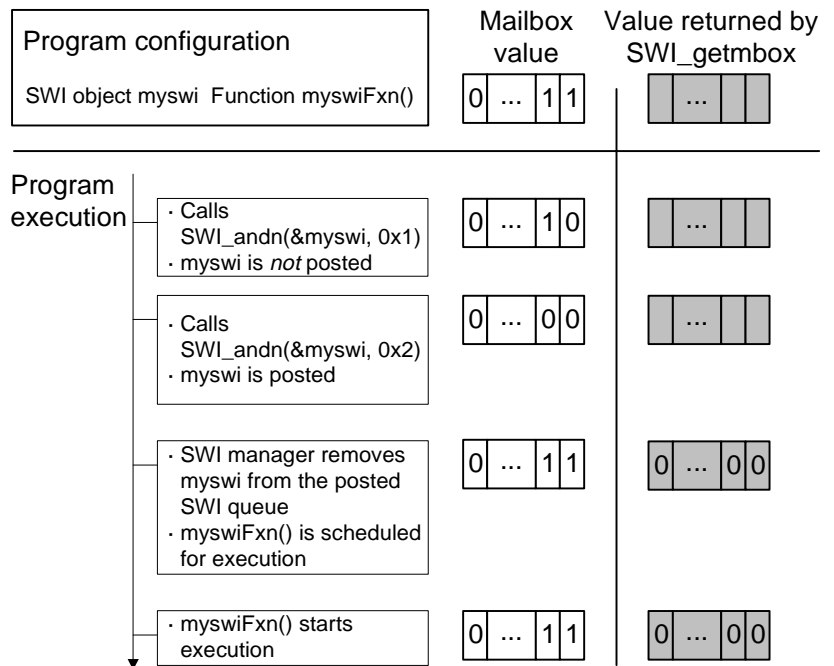 Program configuration
SWI object myswi Function myswiFxn()
Mailbox
value
Value returned by
SWI_getmbox
0 ... 1 1
...
Program
execution
· Calls
SWI_andn(&myswi, 0x1)
· myswi is not posted
0 ... 1 0
...
· Calls
SWI_andn(&myswi, 0x2)
· myswi is posted
0 ... 0 0
...
· SWI manager removes
myswi from the posted
SWI queue
· myswiFxn() is scheduled
for execution
0 ... 1 1
0 ... 0 0
· myswiFxn() starts
execution
0 ... 1 1
0 ... 0 0